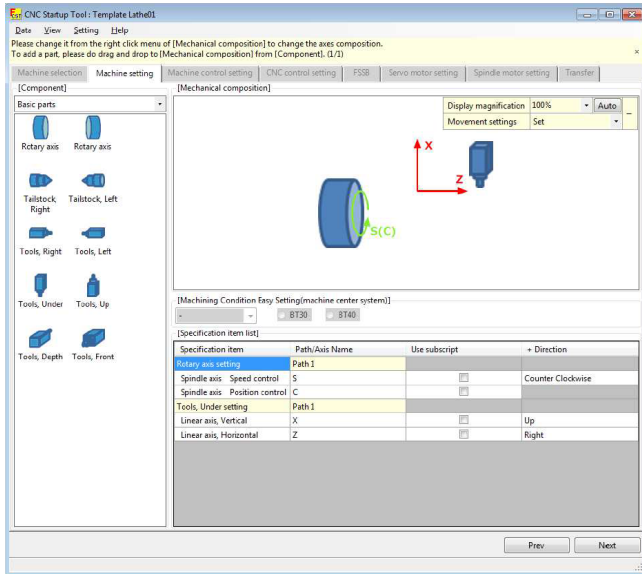 CNC Startup Tool : Template Lathe01
Data View Setting Help
Please change it from the right click menu of [Mechanical composition] to change the axes composition.
To add a part, please do drag and drop to [Mechanical composition] from [Component]. (1/1)
Machine selection Machine setting Machine control setting CNC control setting FSSB Servo motor setting Spindle motor setting Transfer
[Component]
Basic parts
Rotary axis Rotary axis
Tailstock, Right Tailstock, Left
Tools, Right Tools, Left
Tools, Under Tools, Up
Tools, Depth Tools, Front
[Mechanical composition]
Display magnification 100% Auto
Movement settings Set
X
Z
S(C)
[Machining Condition Easy Setting(machine center system)]
- BT30 BT40
[Specification item list]
Specification item Path/Axis Name Use subscript + Direction
Rotary axis setting Path 1
Spindle axis Speed control S Counter Clockwise
Spindle axis Position control C
Tools, Under setting Path 1
Linear axis, Vertical X Up
Linear axis, Horizontal Z Right
Prev Next